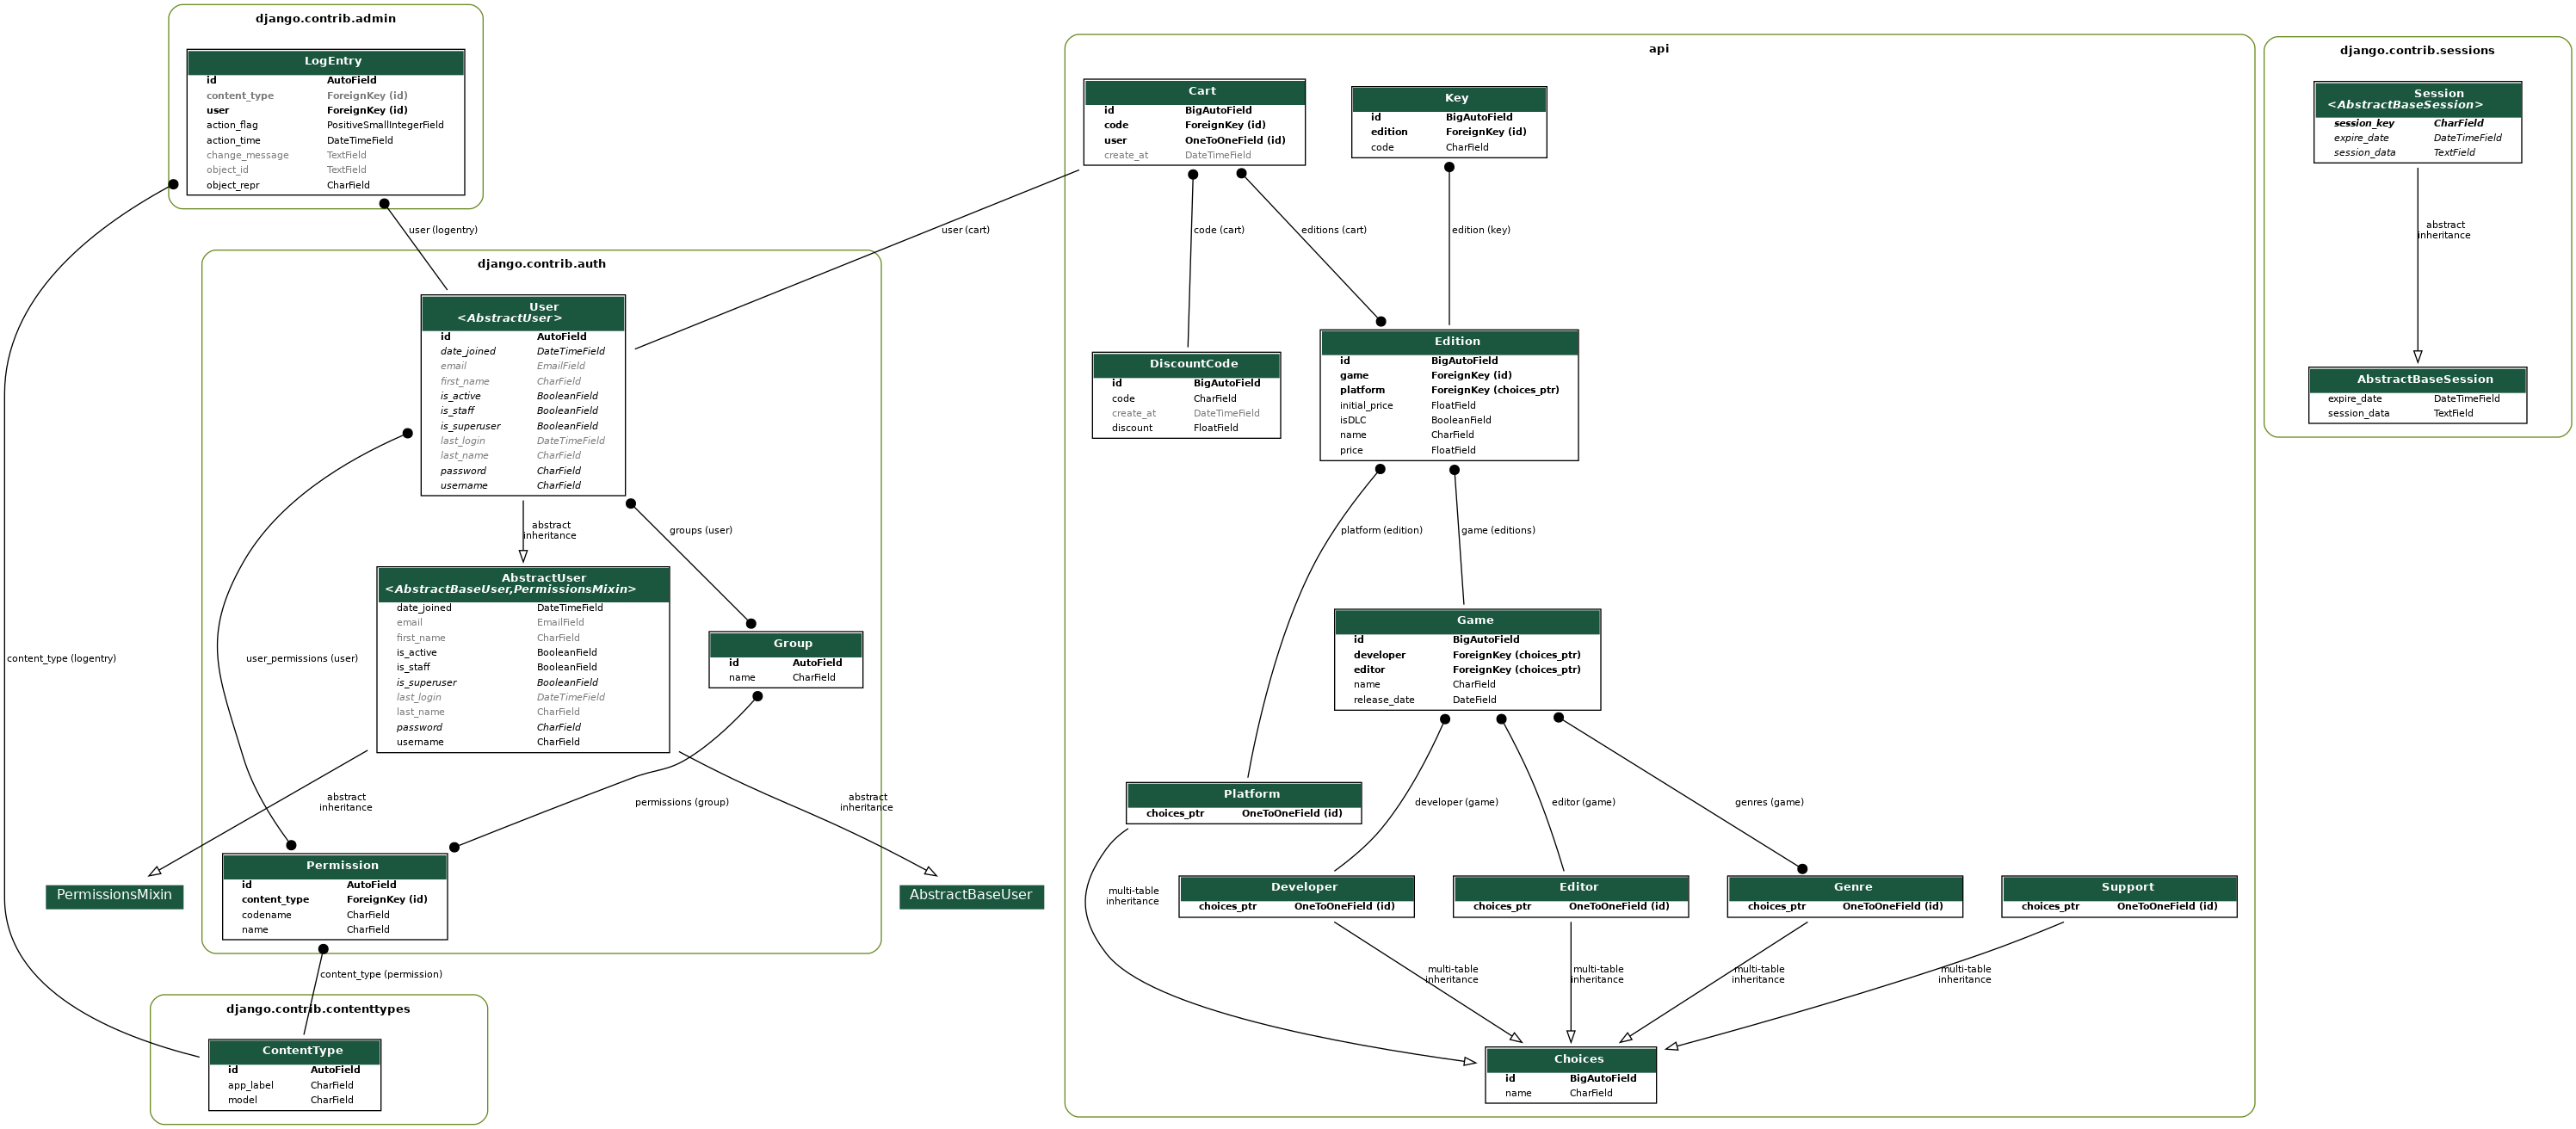 django.contrib.admin
LogEntry
id AutoField
content_type ForeignKey (id)
user ForeignKey (id)
action_flag PositiveSmallIntegerField
action_time DateTimeField
change_message TextField
object_id TextField
object_repr CharField
user (logentry)
content_type (logentry)
django.contrib.auth
User
<AbstractUser>
id AutoField
date_joined DateTimeField
email EmailField
first_name CharField
is_active BooleanField
is_staff BooleanField
is_superuser BooleanField
last_login DateTimeField
last_name CharField
password CharField
username CharField
abstract
inheritance
groups (user)
user_permissions (user)
AbstractUser
<AbstractBaseUser,PermissionsMixin>
date_joined DateTimeField
email EmailField
first_name CharField
is_active BooleanField
is_staff BooleanField
is_superuser BooleanField
last_login DateTimeField
last_name CharField
password CharField
username CharField
Group
id AutoField
name CharField
abstract
inheritance
permissions (group)
abstract
inheritance
PermissionsMixin
Permission
id AutoField
content_type ForeignKey (id)
codename CharField
name CharField
AbstractBaseUser
content_type (permission)
django.contrib.contenttypes
ContentType
id AutoField
app_label CharField
model CharField
api
Cart
id BigAutoField
code ForeignKey (id)
user OneToOneField (id)
create_at DateTimeField
Key
id BigAutoField
edition ForeignKey (id)
code CharField
user (cart)
code (cart)
editions (cart)
edition (key)
DiscountCode
id BigAutoField
code CharField
create_at DateTimeField
discount FloatField
Edition
id BigAutoField
game ForeignKey (id)
platform ForeignKey (choices_ptr)
initial_price FloatField
isDLC BooleanField
name CharField
price FloatField
platform (edition)
game (editions)
Game
id BigAutoField
developer ForeignKey (choices_ptr)
editor ForeignKey (choices_ptr)
name CharField
release_date DateField
Platform
choices_ptr OneToOneField (id)
developer (game)
editor (game)
genres (game)
multi-table
inheritance
Developer
choices_ptr OneToOneField (id)
Editor
choices_ptr OneToOneField (id)
Genre
choices_ptr OneToOneField (id)
Support
choices_ptr OneToOneField (id)
multi-table
inheritance
multi-table
inheritance
multi-table
inheritance
multi-table
inheritance
Choices
id BigAutoField
name CharField
django.contrib.sessions
Session
<AbstractBaseSession>
session_key CharField
expire_date DateTimeField
session_data TextField
abstract
inheritance
AbstractBaseSession
expire_date DateTimeField
session_data TextField